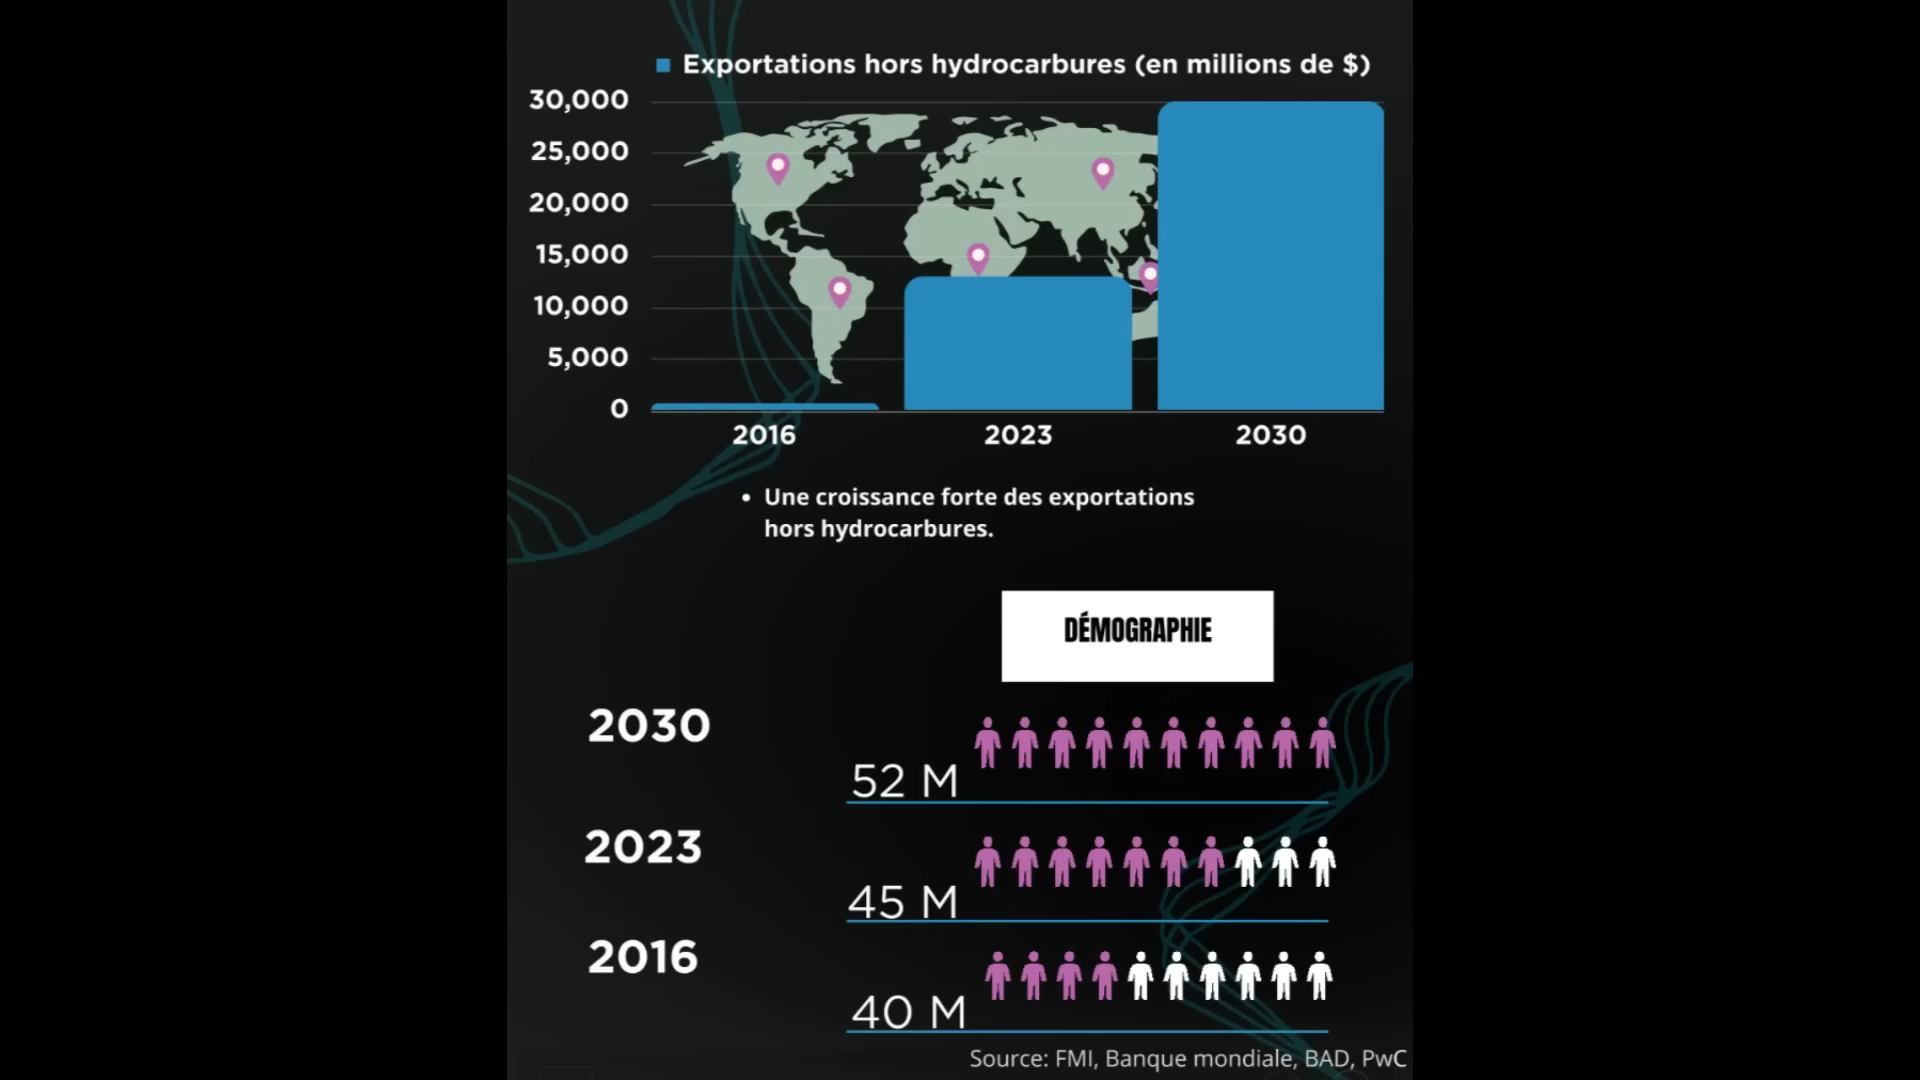 Exportations hors hydrocarbures (en millions de $)
30,000
25,000
20,000
15,000
10,000
5,000
0
2016 2023 2030
• Une croissance forte des exportations
hors hydrocarbures.
DÉMOGRAPHIE
2030
52 M
2023
45 M
2016
40 M
Source: FMI, Banque mondiale, BAD, PwC